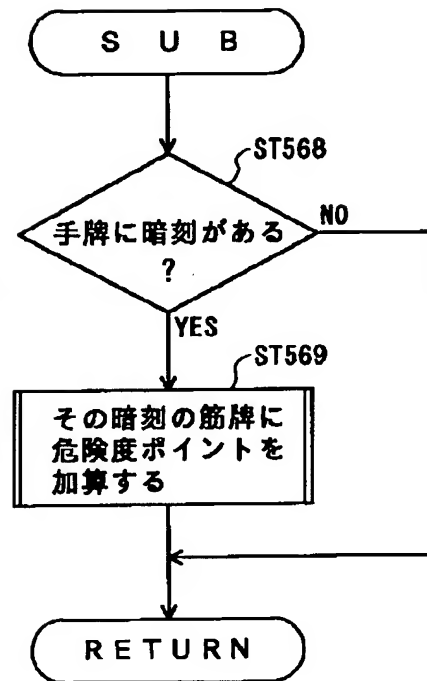 SUB
ST568
手牌に暗刻がある
?
NO
YES
ST569
その暗刻の筋牌に
危険度ポイントを
加算する
RETURN